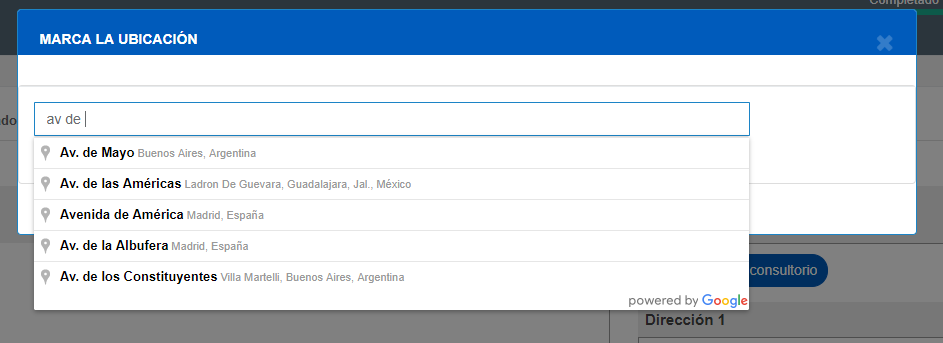 Completado
MARCA LA UBICACIÓN
av de
Av. de Mayo Buenos Aires, Argentina
Av. de las Américas Ladron De Guevara, Guadalajara, Jal., México
Avenida de América Madrid, España
Av. de la Albufera Madrid, España
Av. de los Constituyentes Villa Martelli, Buenos Aires, Argentina
powered by Google
consultorio
Dirección 1